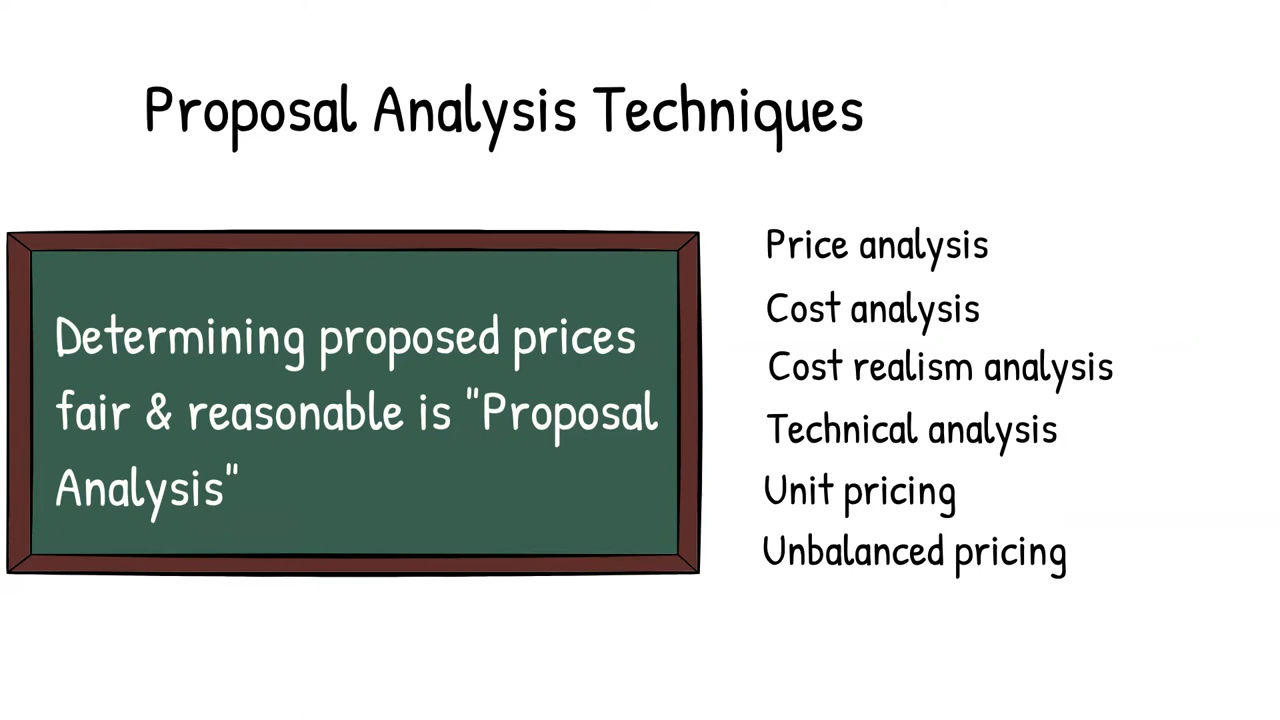 Proposal Analysis Techniques
Determining proposed prices
fair & reasonable is "Proposal
Analysis"
Price analysis
Cost analysis
Cost realism analysis
Technical analysis
Unit pricing
Unbalanced pricing